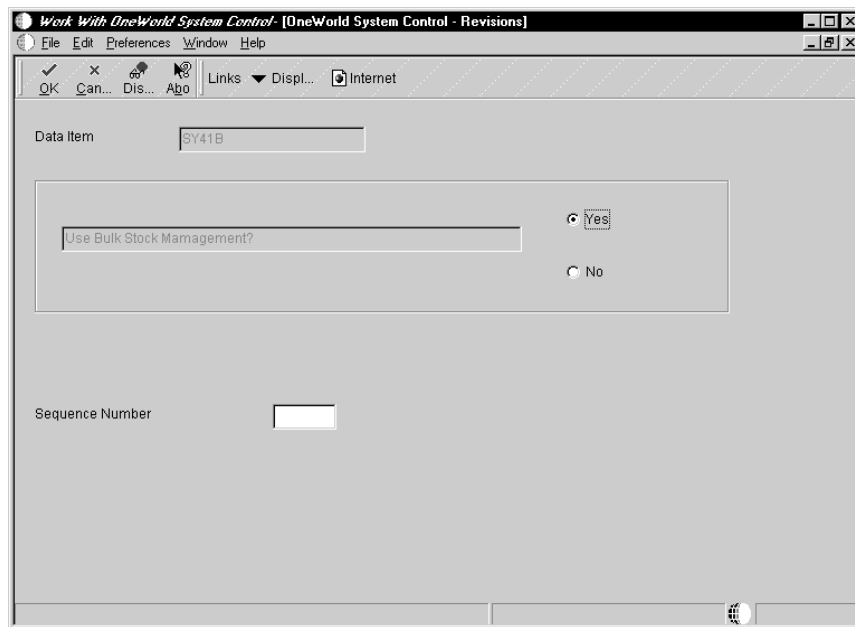 Work With OneWorld System Control - [OneWorld System Control - Revisions]
File Edit Preferences Window Help
OK Can... Dis... Abo Links Displ... Internet
Data Item SY41B
Yes
Use Bulk Stock Mamagement?
No
Sequence Number